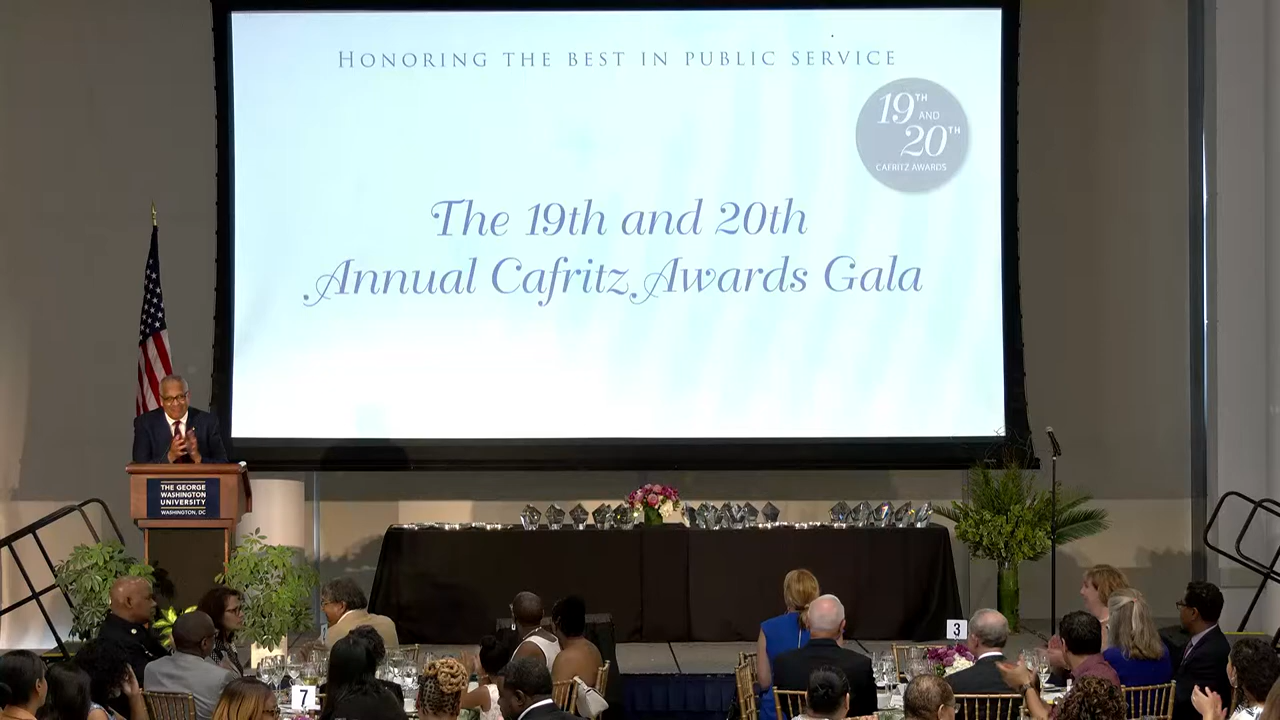 HONORING THE BEST IN PUBLIC SERVICE
19TH
AND
20TH
CAFRITZ AWARDS
The 19th and 20th
Annual Cafritz Awards Gala
THE GEORGE
WASHINGTON
UNIVERSITY
WASHINGTON, DC
3
7